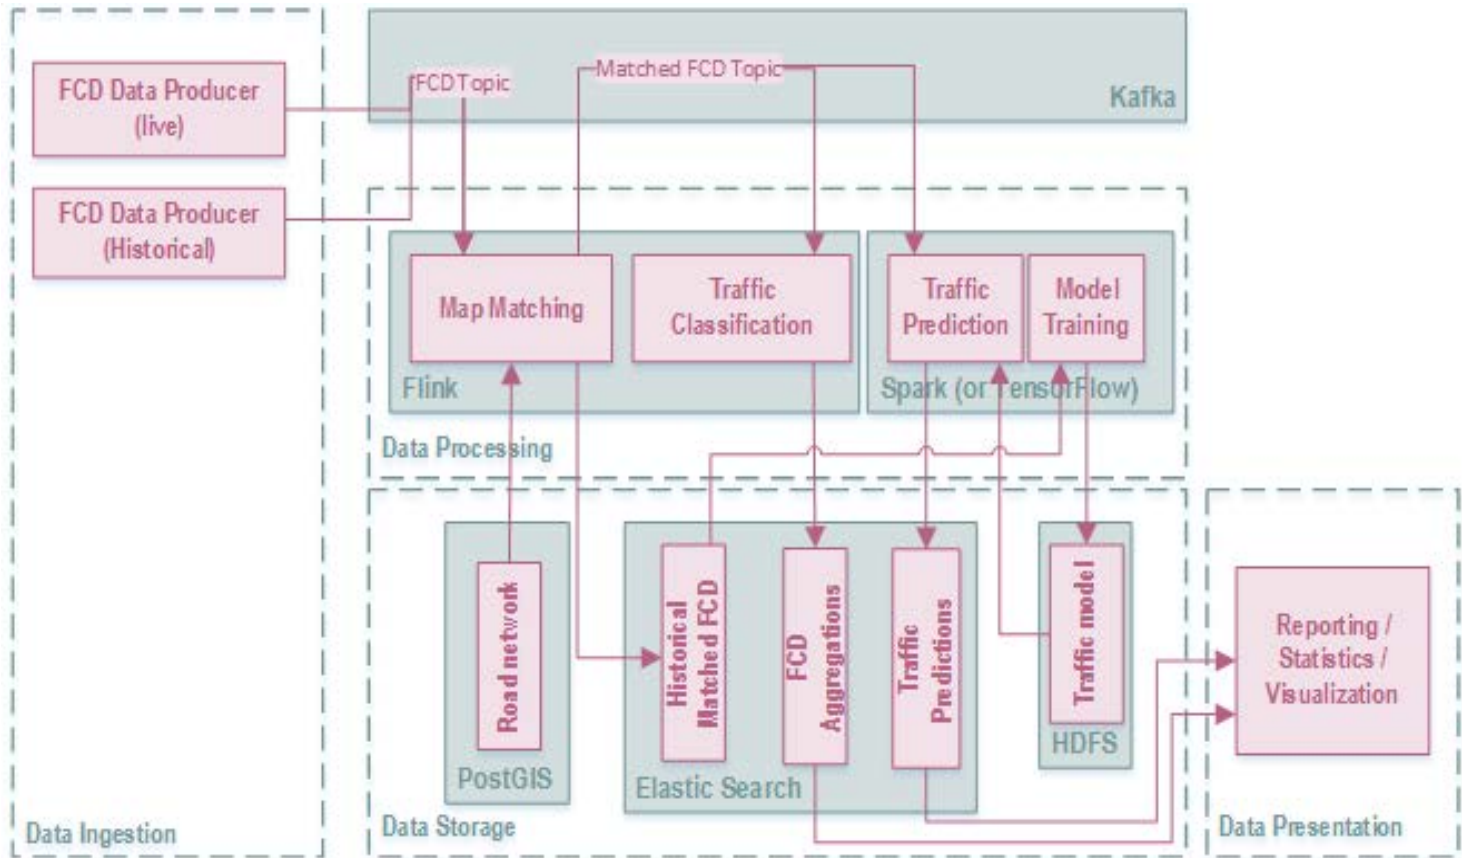 FCD Data Producer
(live)
FCD Data Producer
(Historical)
Data Ingestion
FCD Topic
Matched FCD Topic
Kafka
Map Matching
Traffic
Classification
Flink
Traffic
Prediction
Model
Training
Spark (or TensorFlow)
Data Processing
Road network
PostGIS
Historical
Matched FCD
FCD
Aggregations
Traffic
Predictions
Elastic Search
Traffic model
HDFS
Data Storage
Reporting /
Statistics /
Visualization
Data Presentation